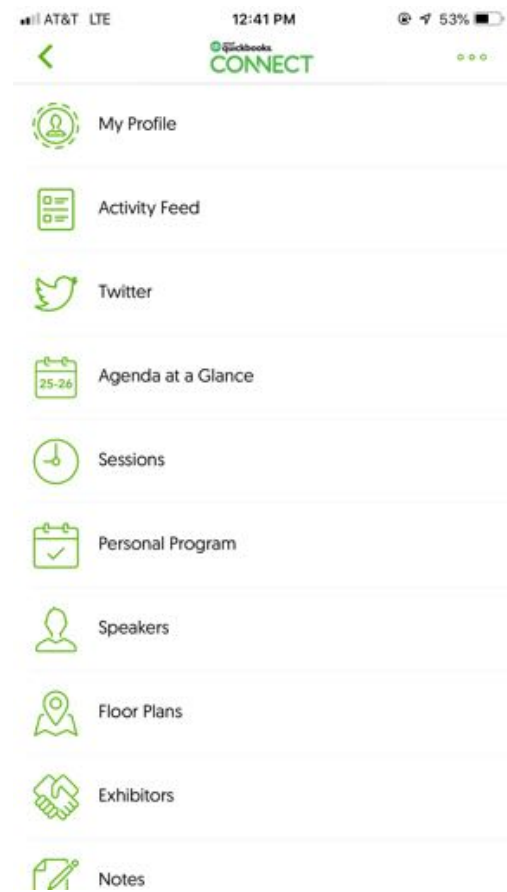 AT&T LTE 12:41 PM 53%
quickbooks
CONNECT
My Profile
Activity Feed
Twitter
25-26
Agenda at a Glance
Sessions
Personal Program
Speakers
Floor Plans
Exhibitors
Notes